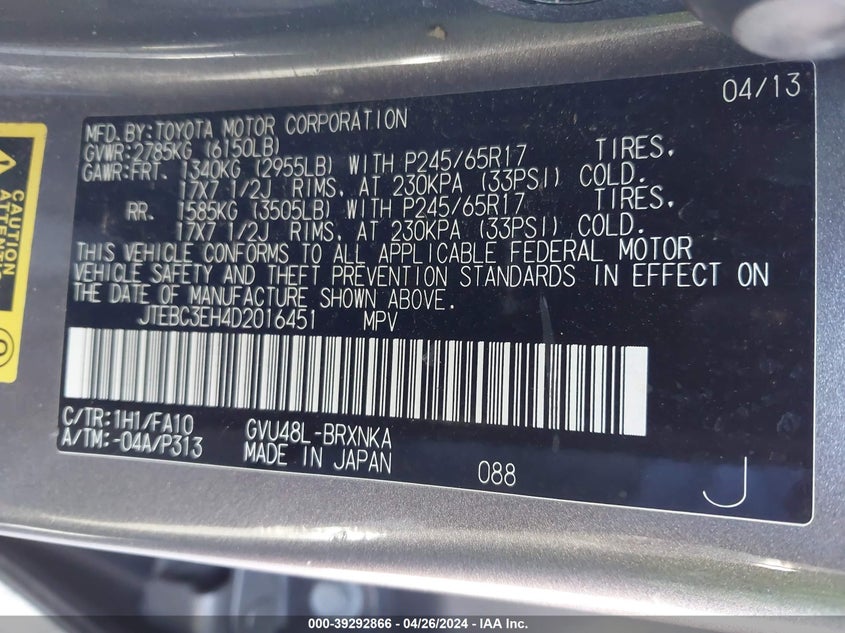 04/13
MFD.BY:TOYOTA MOTOR CORPORATION
GVWR:2785KG (6150LB)
GAWR:FRT. 1340KG (2955LB) WITH P245/65R17 TIRES,
17X7 1/2J RIMS, AT 230KPA (33PSI) COLD.
RR. 1585KG (3505LB) WITH P245/65R17 TIRES,
17X7 1/2J RIMS, AT 230KPA (33PSI) COLD.
THIS VEHICLE CONFORMS TO ALL APPLICABLE FEDERAL MOTOR
VEHICLE SAFETY AND THEFT PREVENTION STANDARDS IN EFFECT ON
THE DATE OF MANUFACTURE SHOWN ABOVE.
JTEBC3EH4D2016451 MPV
C/TR:1H1/FA10 GVU48L-BRXNKA
A/TM:-04A/P313 MADE IN JAPAN
088
J
CAUTION
000-39292866 - 04/26/2024 - IAA Inc.